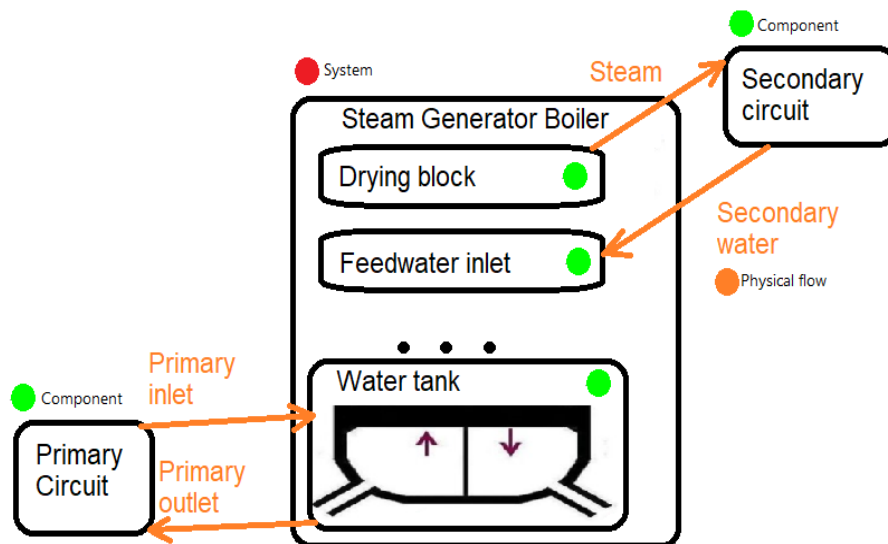 Component
System
Steam
Secondary
circuit
Steam Generator Boiler
Drying block
Secondary
water
Feedwater inlet
Physical flow
Primary
inlet
Water tank
Component
Primary
Circuit
Primary
outlet